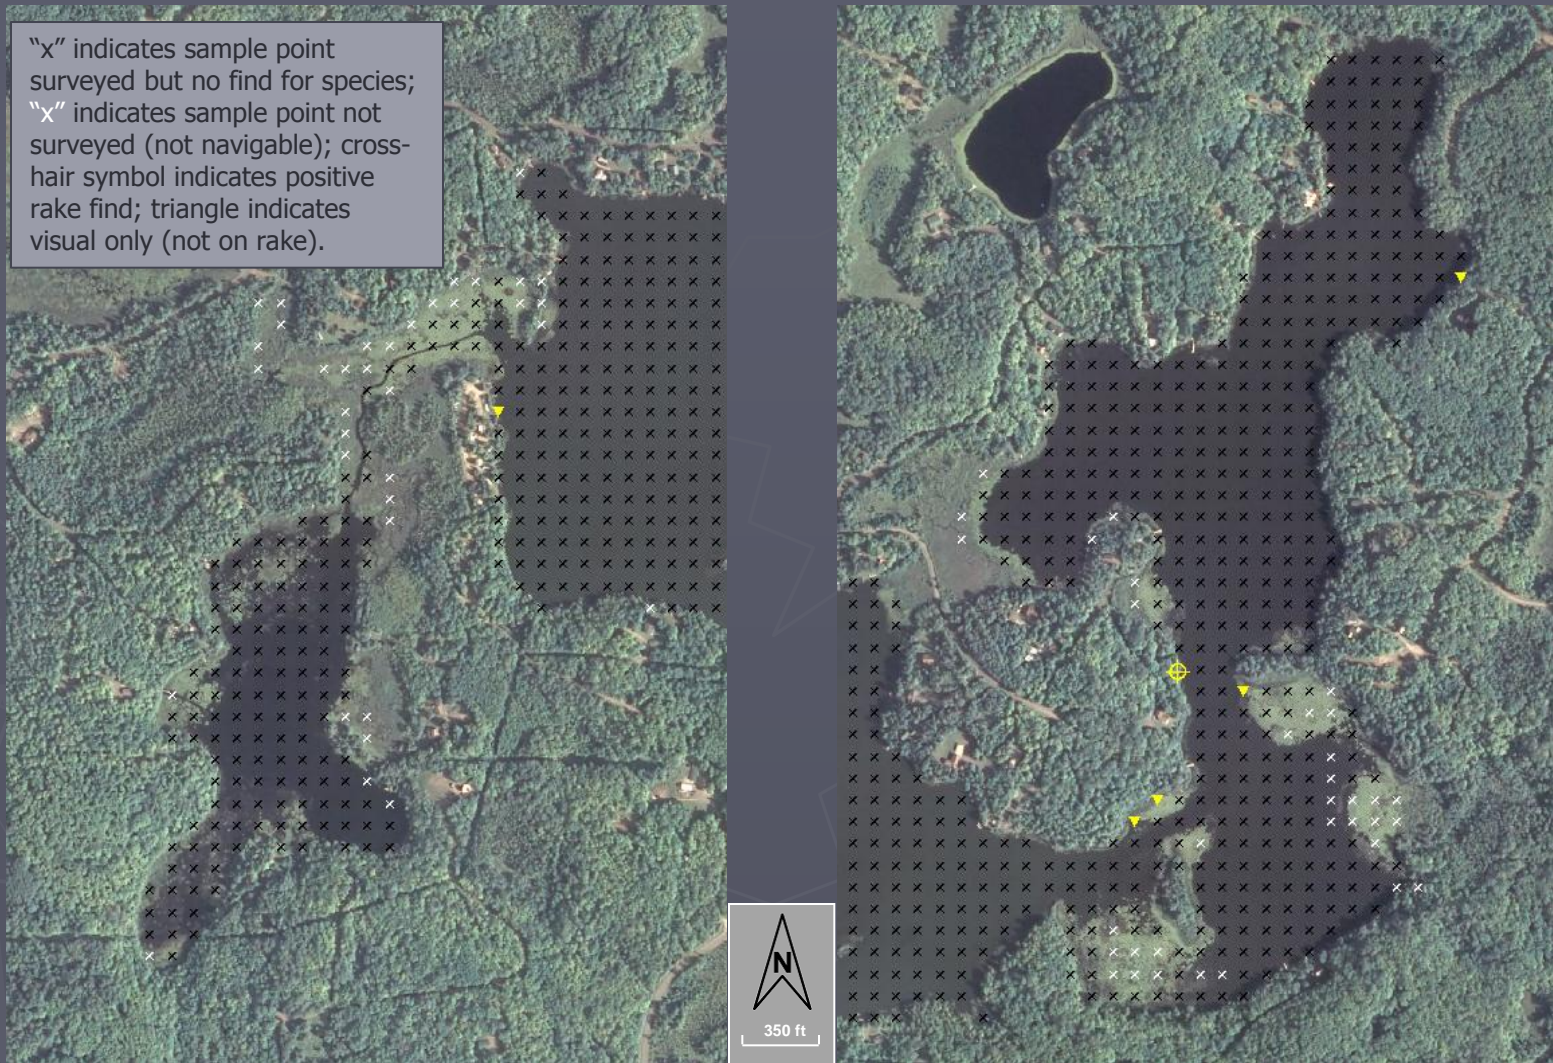 “x” indicates sample point
surveyed but no find for species;
“x” indicates sample point not
surveyed (not navigable); cross-
hair symbol indicates positive
rake find; triangle indicates
visual only (not on rake).
N
350 ft